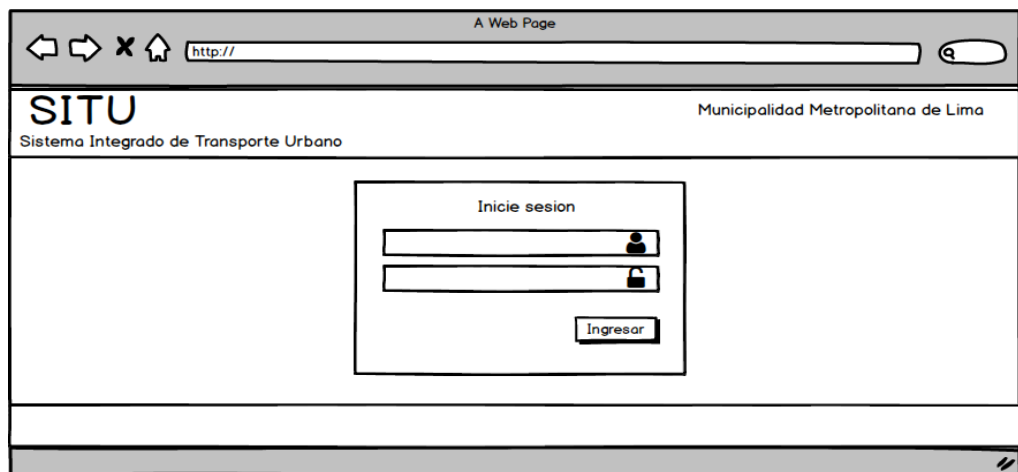 A Web Page
http://
SITU
Municipalidad Metropolitana de Lima
Sistema Integrado de Transporte Urbano
Inicie sesion
Ingresar